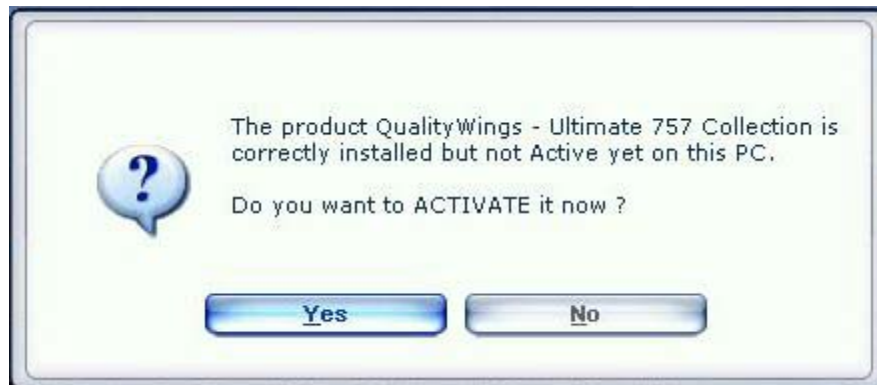 The product QualityWings - Ultimate 757 Collection is
correctly installed but not Active yet on this PC.
Do you want to ACTIVATE it now ?
Yes
No